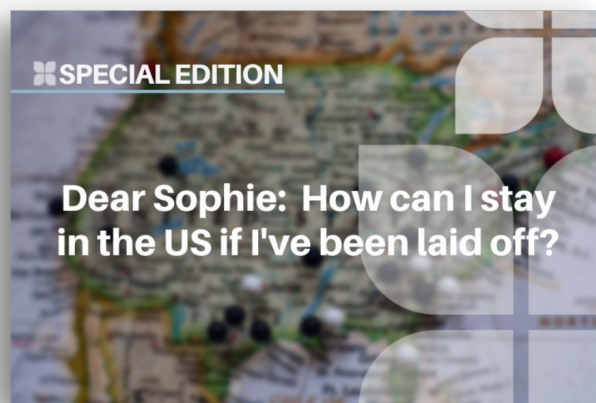 SPECIAL EDITION
Dear Sophie: How can I stay
in the US if I've been laid off?